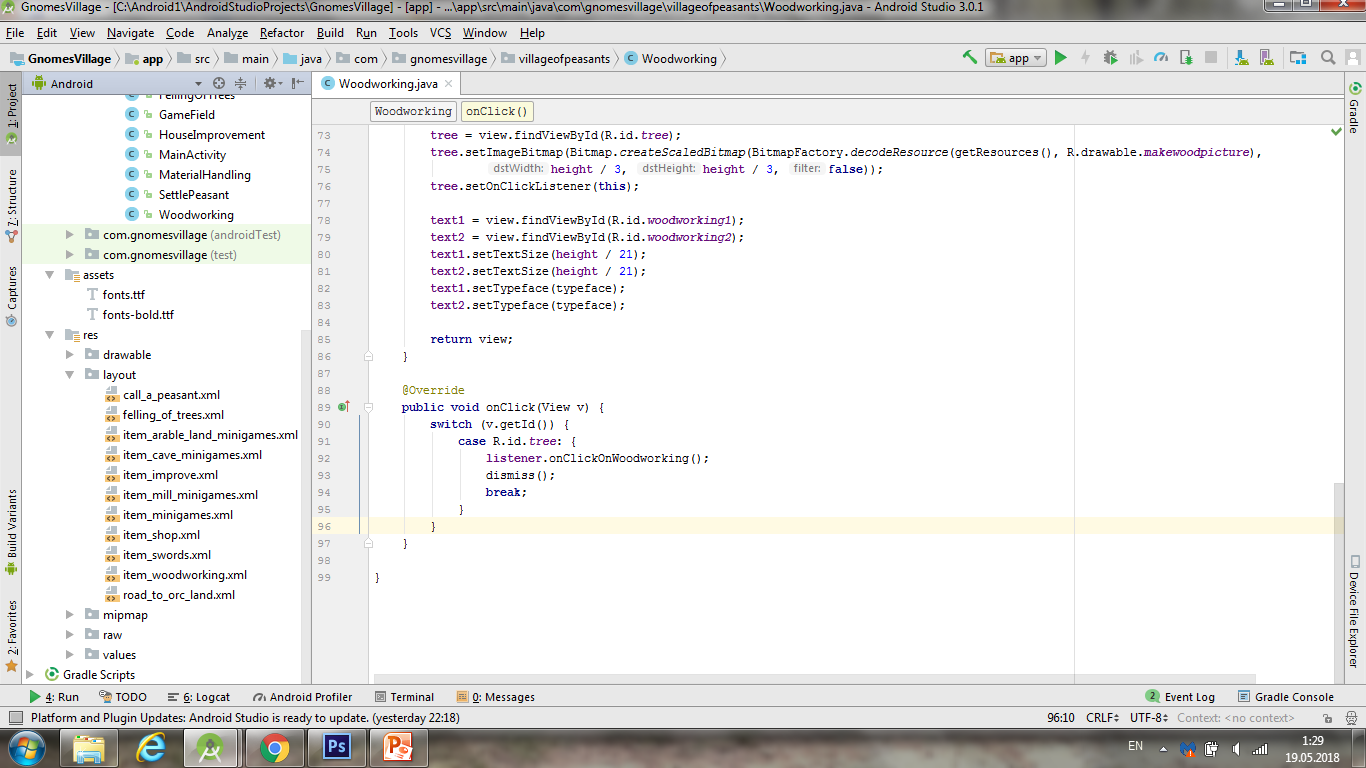 GnomesVillage - [C:\Android1\AndroidStudioProjects\GnomesVillage] - [app] - ...\app\src\main\java\com\gnomesvillage\villageofpeasants\Woodworking.java - Android Studio 3.0.1
File Edit View Navigate Code Analyze Refactor Build Run Tools VCS Window Help
GnomesVillage app src main java com gnomesvillage villageofpeasants Woodworking app
Android
Woodworking.java
1: Project
7: Structure
Captures
Build Variants
2: Favorites
FellingOfTrees
GameField
HouseImprovement
MainActivity
MaterialHandling
SettlePeasant
Woodworking
com.gnomesvillage (androidTest)
com.gnomesvillage (test)
assets
fonts.ttf
fonts-bold.ttf
res
drawable
layout
call_a_peasant.xml
felling_of_trees.xml
item_arable_land_minigames.xml
item_cave_minigames.xml
item_improve.xml
item_mill_minigames.xml
item_minigames.xml
item_shop.xml
item_swords.xml
item_woodworking.xml
road_to_orc_land.xml
mipmap
raw
values
Gradle Scripts
Woodworking onClick()
73 tree = view.findViewById(R.id.tree);
74 tree.setImageBitmap(Bitmap.createScaledBitmap(BitmapFactory.decodeResource(getResources(), R.drawable.makewoodpicture),
75 dstWidth: height / 3, dstHeight: height / 3, filter: false));
76 tree.setOnClickListener(this);
77
78 text1 = view.findViewById(R.id.woodworking1);
79 text2 = view.findViewById(R.id.woodworking2);
80 text1.setTextSize(height / 21);
81 text2.setTextSize(height / 21);
82 text1.setTypeface(typeface);
83 text2.setTypeface(typeface);
84
85 return view;
86 }
87
88 @Override
89 public void onClick(View v) {
90 switch (v.getId()) {
91 case R.id.tree: {
92 listener.onClickOnWoodworking();
93 dismiss();
94 break;
95 }
96 }
97 }
98
99 }
Gradle
Device File Explorer
4: Run TODO 6: Logcat Android Profiler Terminal 0: Messages 2 Event Log Gradle Console
Platform and Plugin Updates: Android Studio is ready to update. (yesterday 22:18) 96:10 CRLF UTF-8 Context: <no context>
Ps
EN
1:29
19.05.2018